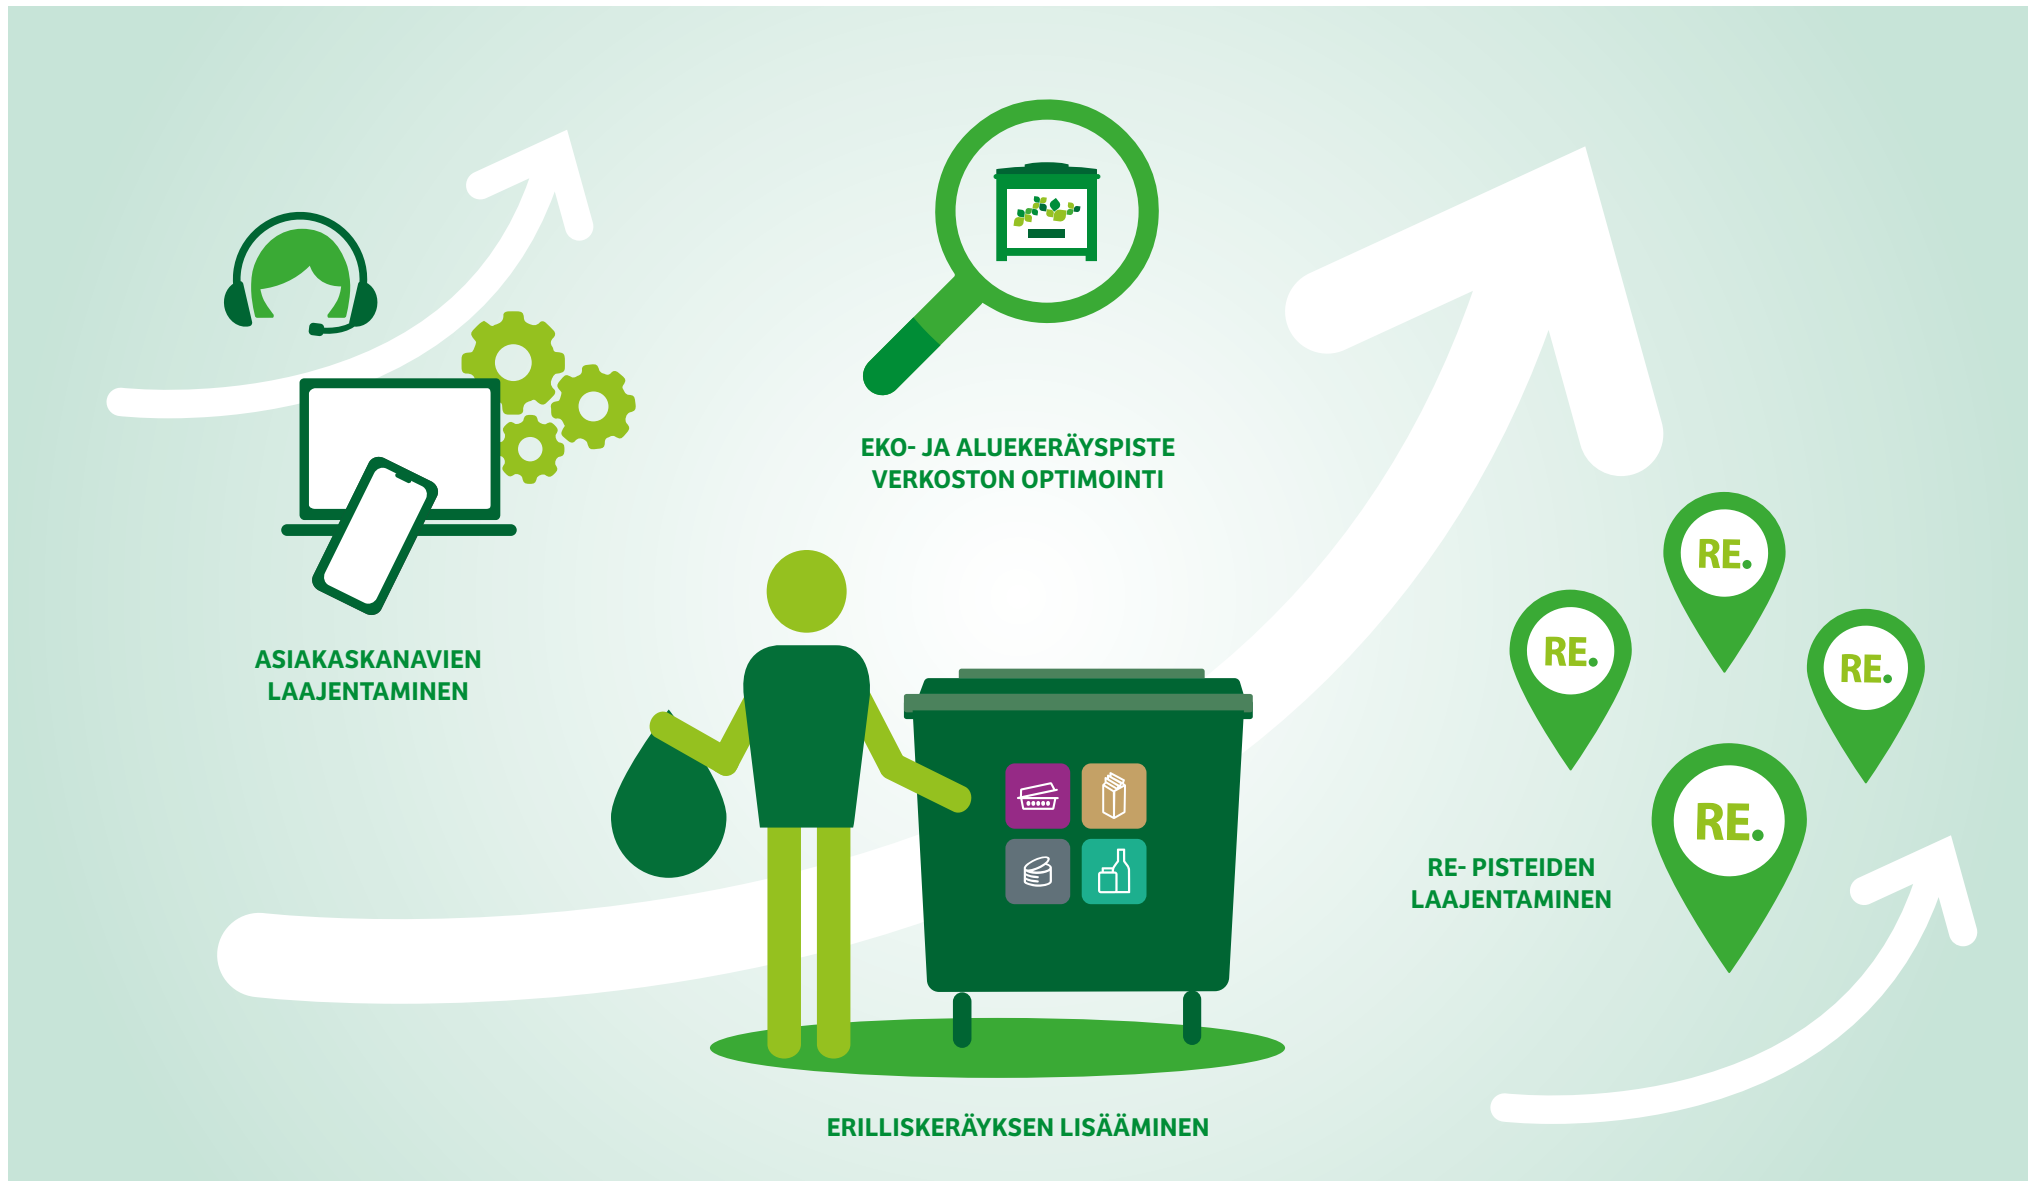 EKO- JA ALUEKERÄYSPISTE
VERKOSTON OPTIMOINTI
ASIAKASKANAVIEN
LAAJENTAMINEN
RE.
RE.
RE.
RE.
RE- PISTEIDEN
LAAJENTAMINEN
ERILLISKERÄYKSEN LISÄÄMINEN